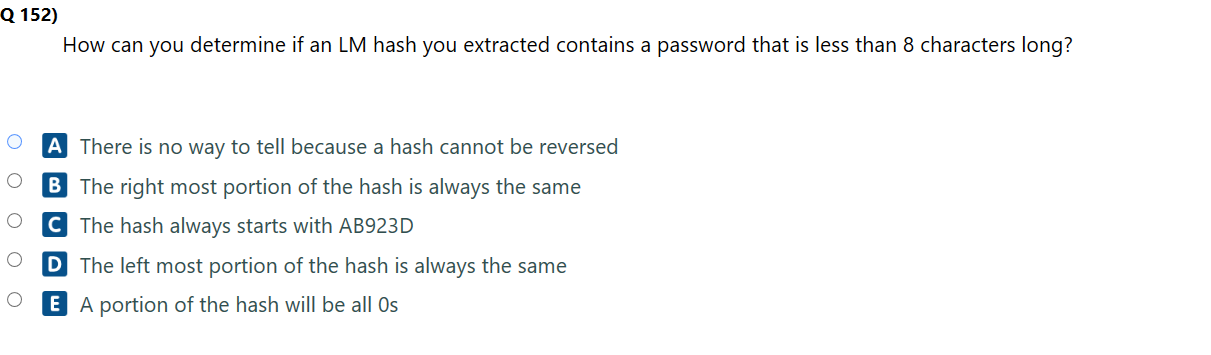 Q 152)
How can you determine if an LM hash you extracted contains a password that is less than 8 characters long?
A There is no way to tell because a hash cannot be reversed
B The right most portion of the hash is always the same
C The hash always starts with AB923D
D The left most portion of the hash is always the same
E A portion of the hash will be all 0s